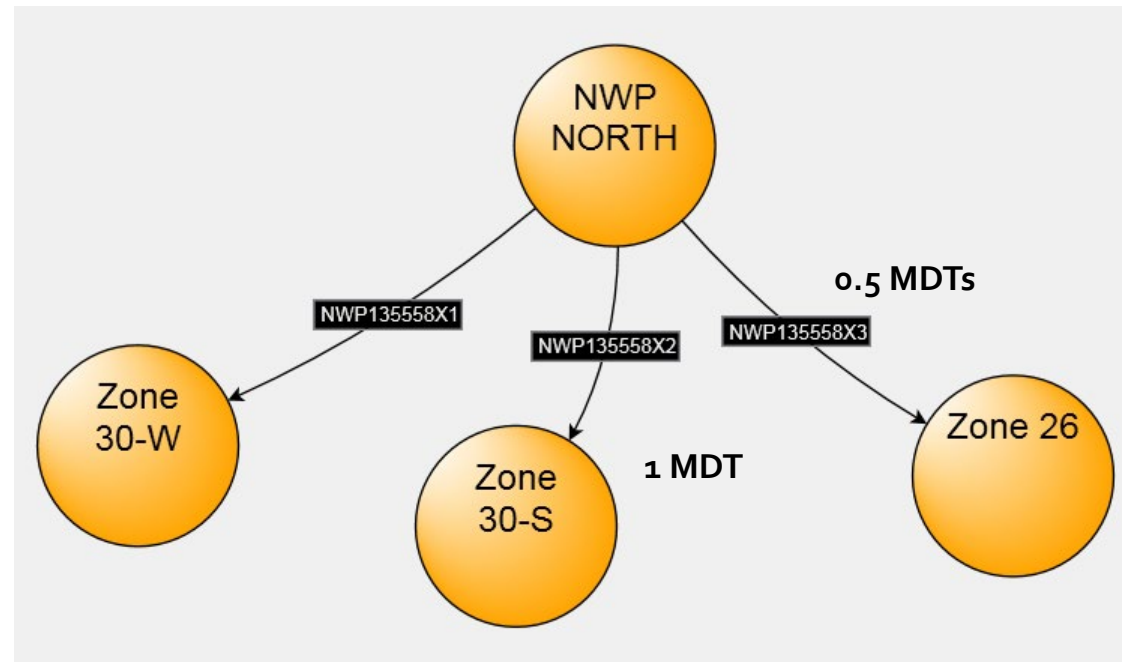 NWP
NORTH
0.5 MDTs
NWP135558X1
NWP135558X2
NWP135558X3
Zone
30-W
Zone
30-S
1 MDT
Zone 26